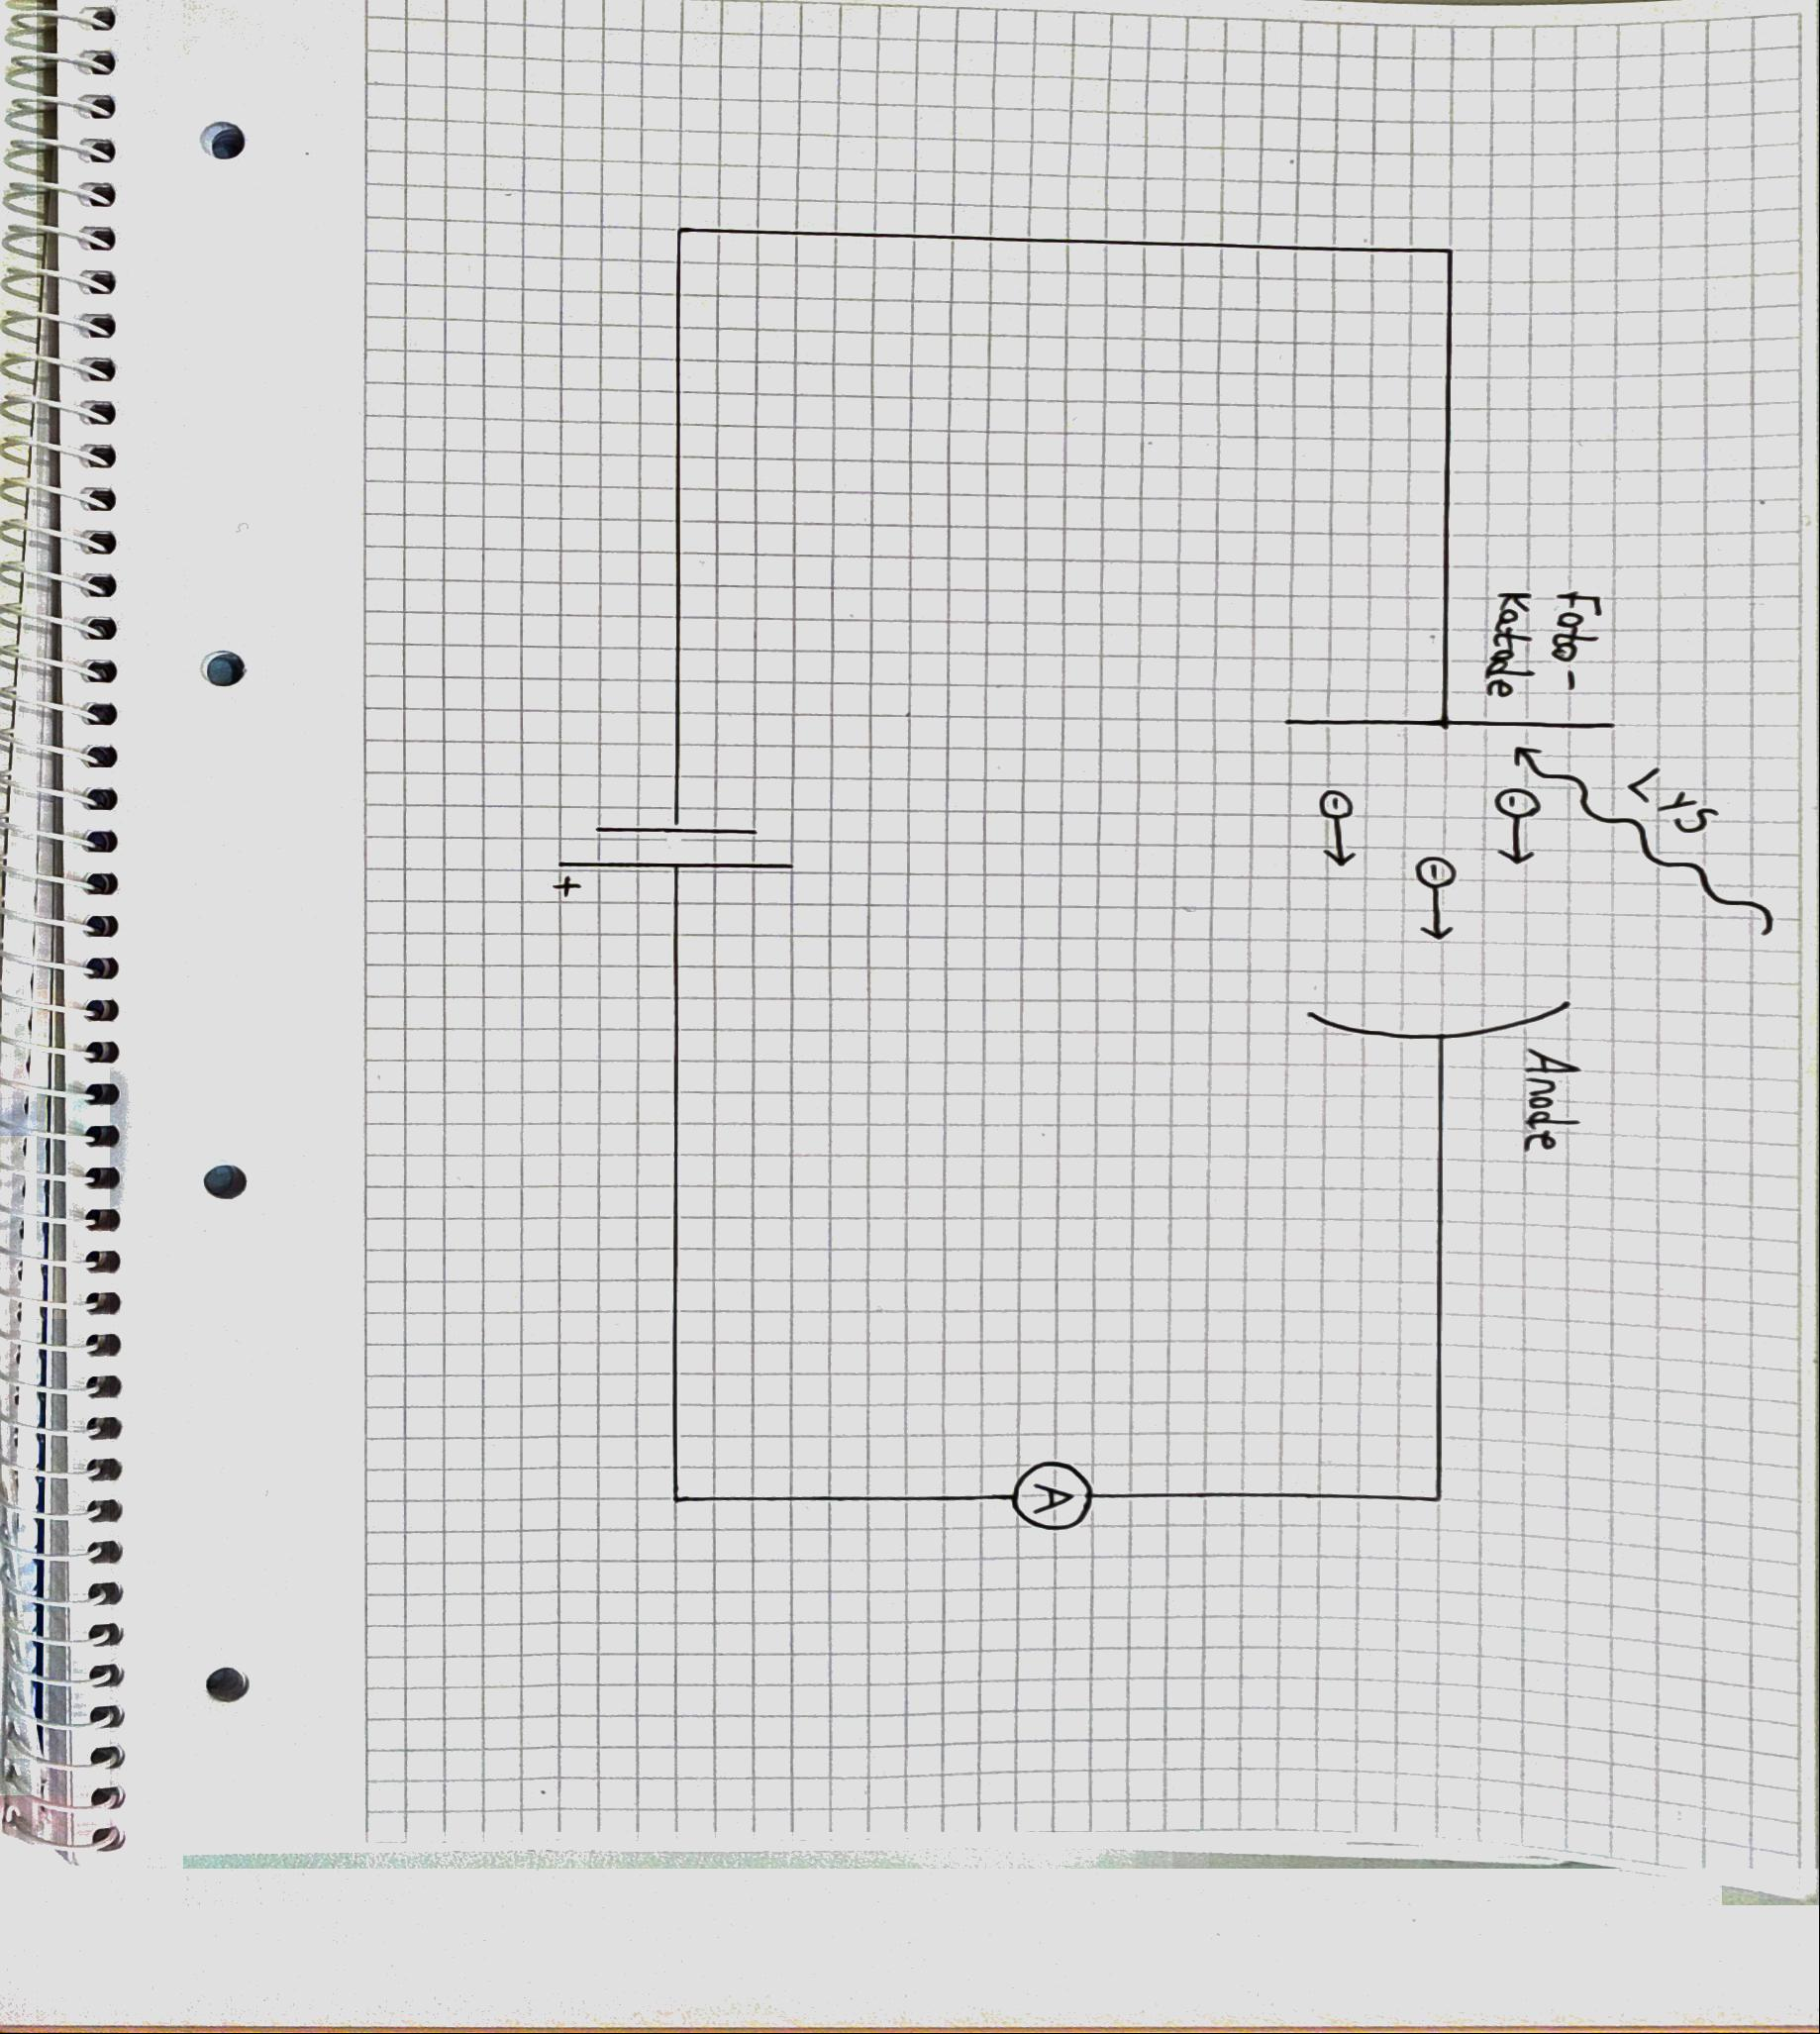 Lys
Foto-
Katode
Anode
- - -
A
+